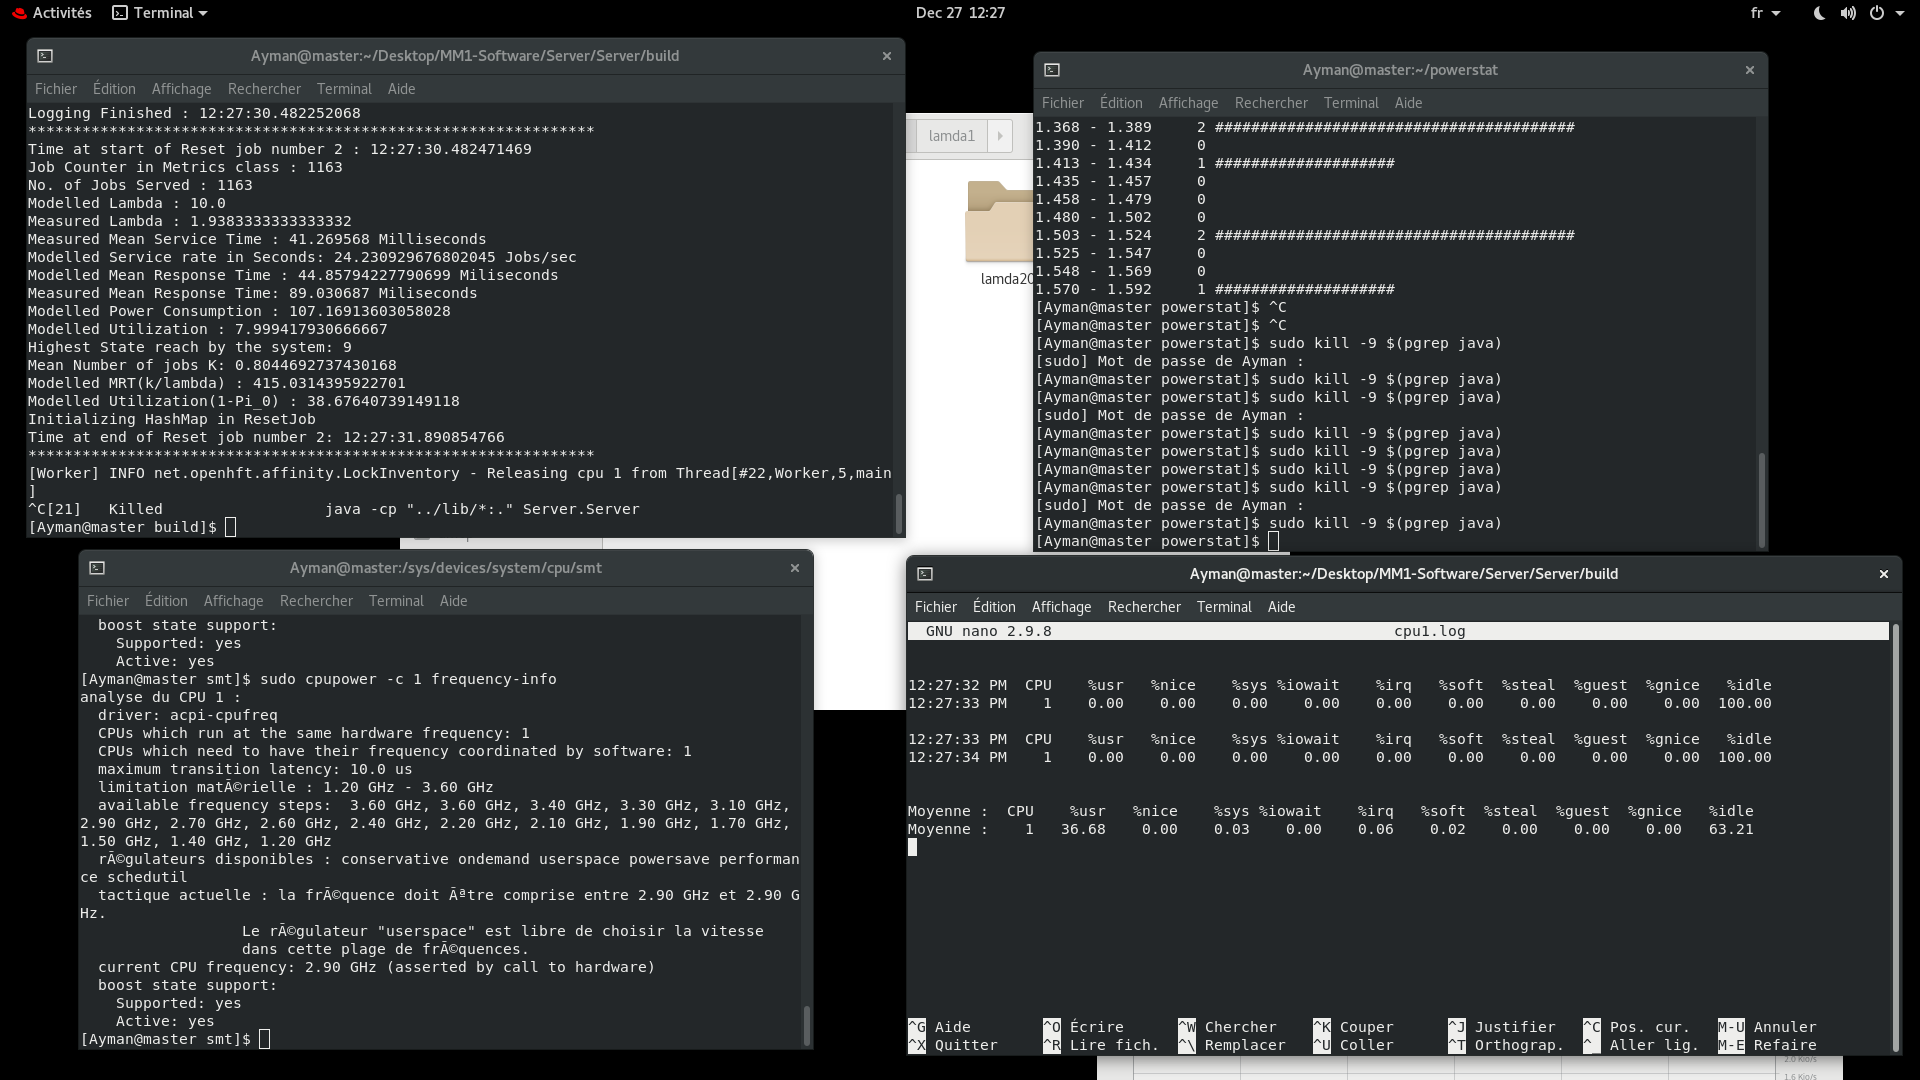 Activités
Terminal
Dec 27 12:27
fr
Ayman@master:~/Desktop/MM1-Software/Server/Server/build
Fichier Édition Affichage Rechercher Terminal Aide
Logging Finished : 12:27:30.482252068
***************************************************************
Time at start of Reset job number 2 : 12:27:30.482471469
Job Counter in Metrics class : 1163
No. of Jobs Served : 1163
Modelled Lambda : 10.0
Measured Lambda : 1.9383333333333332
Measured Mean Service Time : 41.269568 Milliseconds
Modelled Service rate in Seconds: 24.230929676802045 Jobs/sec
Modelled Mean Response Time : 44.85794227790699 Miliseconds
Measured Mean Response Time: 89.030687 Miliseconds
Modelled Power Consumption : 107.16913603058028
Modelled Utilization : 7.999417930666667
Highest State reach by the system: 9
Mean Number of jobs K: 0.8044692737430168
Modelled MRT(k/lambda) : 415.0314395922701
Modelled Utilization(1-Pi_0) : 38.67640739149118
Initializing HashMap in ResetJob
Time at end of Reset job number 2: 12:27:31.890854766
***************************************************************
[Worker] INFO net.openhft.affinity.LockInventory - Releasing cpu 1 from Thread[#22,Worker,5,main
]
^C[21]   Killed                  java -cp "../lib/*:." Server.Server
[Ayman@master build]$
lamda1
lamda20
Ayman@master:~/powerstat
Fichier Édition Affichage Rechercher Terminal Aide
1.368 - 1.389     2 ########################################
1.390 - 1.412     0
1.413 - 1.434     1 ####################
1.435 - 1.457     0
1.458 - 1.479     0
1.480 - 1.502     0
1.503 - 1.524     2 ########################################
1.525 - 1.547     0
1.548 - 1.569     0
1.570 - 1.592     1 ####################
[Ayman@master powerstat]$ ^C
[Ayman@master powerstat]$ ^C
[Ayman@master powerstat]$ sudo kill -9 $(pgrep java)
[sudo] Mot de passe de Ayman :
[Ayman@master powerstat]$ sudo kill -9 $(pgrep java)
[Ayman@master powerstat]$ sudo kill -9 $(pgrep java)
[sudo] Mot de passe de Ayman :
[Ayman@master powerstat]$ sudo kill -9 $(pgrep java)
[Ayman@master powerstat]$ sudo kill -9 $(pgrep java)
[Ayman@master powerstat]$ sudo kill -9 $(pgrep java)
[Ayman@master powerstat]$ sudo kill -9 $(pgrep java)
[sudo] Mot de passe de Ayman :
[Ayman@master powerstat]$ sudo kill -9 $(pgrep java)
[Ayman@master powerstat]$
Ayman@master:/sys/devices/system/cpu/smt
Fichier Édition Affichage Rechercher Terminal Aide
boost state support:
Supported: yes
Active: yes
[Ayman@master smt]$ sudo cpupower -c 1 frequency-info
analyse du CPU 1 :
driver: acpi-cpufreq
CPUs which run at the same hardware frequency: 1
CPUs which need to have their frequency coordinated by software: 1
maximum transition latency: 10.0 us
limitation matÃ©rielle : 1.20 GHz - 3.60 GHz
available frequency steps:  3.60 GHz, 3.60 GHz, 3.40 GHz, 3.30 GHz, 3.10 GHz,
2.90 GHz, 2.70 GHz, 2.60 GHz, 2.40 GHz, 2.20 GHz, 2.10 GHz, 1.90 GHz, 1.70 GHz,
1.50 GHz, 1.40 GHz, 1.20 GHz
rÃ©gulateurs disponibles : conservative ondemand userspace powersave performan
ce schedutil
tactique actuelle : la frÃ©quence doit Ãªtre comprise entre 2.90 GHz et 2.90 G
Hz.
Le rÃ©gulateur "userspace" est libre de choisir la vitesse
dans cette plage de frÃ©quences.
current CPU frequency: 2.90 GHz (asserted by call to hardware)
boost state support:
Supported: yes
Active: yes
[Ayman@master smt]$
Ayman@master:~/Desktop/MM1-Software/Server/Server/build
Fichier Édition Affichage Rechercher Terminal Aide
GNU nano 2.9.8                                      cpu1.log
12:27:32 PM  CPU    %usr   %nice    %sys %iowait    %irq   %soft  %steal  %guest  %gnice   %idle
12:27:33 PM    1    0.00    0.00    0.00    0.00    0.00    0.00    0.00    0.00    0.00  100.00
12:27:33 PM  CPU    %usr   %nice    %sys %iowait    %irq   %soft  %steal  %guest  %gnice   %idle
12:27:34 PM    1    0.00    0.00    0.00    0.00    0.00    0.00    0.00    0.00    0.00  100.00
Moyenne :  CPU    %usr   %nice    %sys %iowait    %irq   %soft  %steal  %guest  %gnice   %idle
Moyenne :    1   36.68    0.00    0.03    0.00    0.06    0.02    0.00    0.00    0.00   63.21
^G Aide ^O Écrire ^W Chercher ^K Couper ^J Justifier ^C Pos. cur. M-U Annuler
^X Quitter ^R Lire fich. ^\ Remplacer ^U Coller ^T Orthograp. ^_ Aller lig. M-E Refaire
2.0 Kio/s
1.6 Kio/s